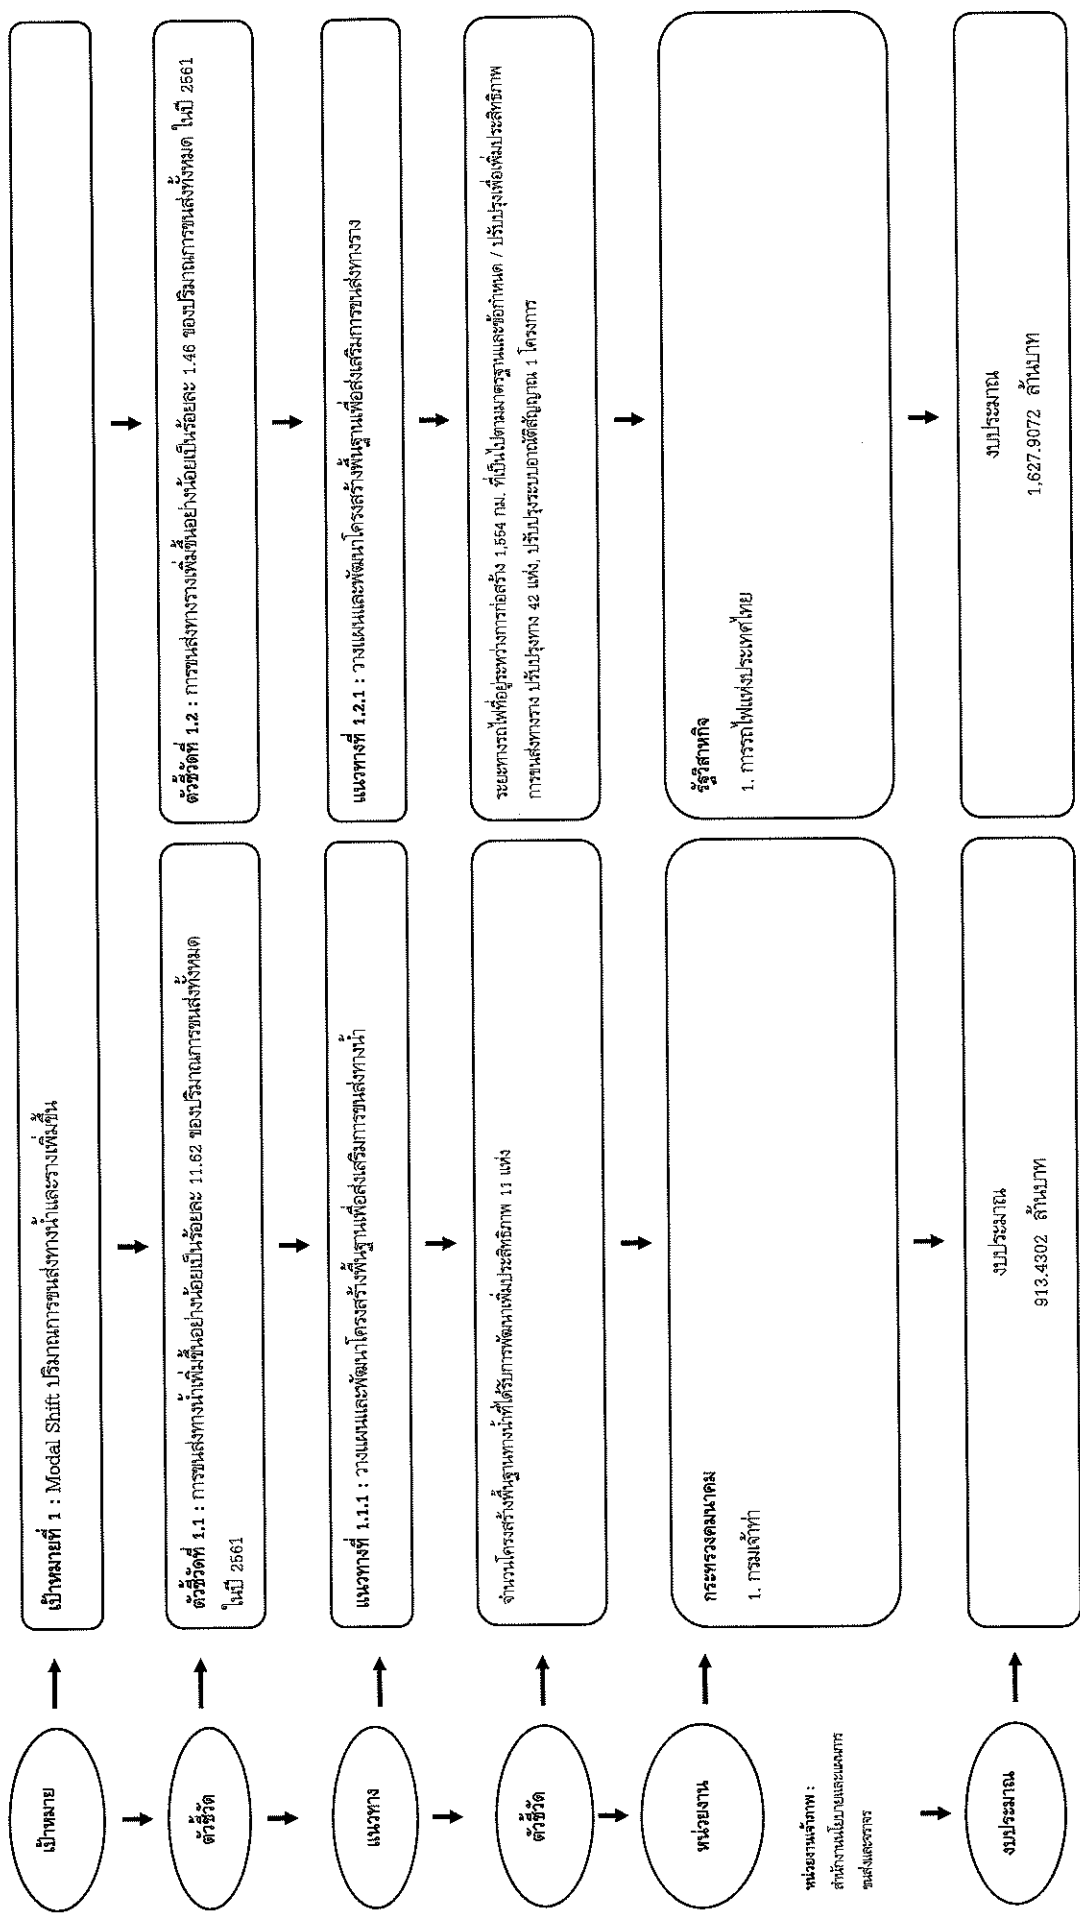 เป้าหมาย
เป้าหมายที่ 1 : Modal Shift ปริมาณการขนส่งทางน้ำและรางเพิ่มขึ้น
ตัวชี้วัด
ตัวชี้วัดที่ 1.1 : การขนส่งทางน้ำเพิ่มขึ้นอย่างน้อยเป็นร้อยละ 11.62 ของปริมาณการขนส่งทั้งหมด
ในปี 2561
ตัวชี้วัดที่ 1.2 : การขนส่งทางรางเพิ่มขึ้นอย่างน้อยเป็นร้อยละ 1.46 ของปริมาณการขนส่งทั้งหมด ในปี 2561
แนวทาง
แนวทางที่ 1.1.1 : วางแผนและพัฒนาโครงสร้างพื้นฐานเพื่อส่งเสริมการขนส่งทางน้ำ
แนวทางที่ 1.2.1 : วางแผนและพัฒนาโครงสร้างพื้นฐานเพื่อส่งเสริมการขนส่งทางราง
ตัวชี้วัด
จำนวนโครงสร้างพื้นฐานทางน้ำที่ได้รับการพัฒนาเพิ่มประสิทธิภาพ 11 แห่ง
ระยะทางรถไฟที่อยู่ระหว่างการก่อสร้าง 1,554 กม. ที่เป็นไปตามมาตรฐานและข้อกำหนด / ปรับปรุงเพื่อเพิ่มประสิทธิภาพ
การขนส่งทางราง ปรับปรุงทาง 42 แห่ง, ปรับปรุงระบบอาณัติสัญญาณ 1 โครงการ
หน่วยงาน
หน่วยงานเจ้าภาพ :
สำนักงานนโยบายและแผนการ
ขนส่งและจราจร
กระทรวงคมนาคม
1. กรมเจ้าท่า
รัฐวิสาหกิจ
1. การรถไฟแห่งประเทศไทย
งบประมาณ
งบประมาณ
913.4302 ล้านบาท
งบประมาณ
1,627.9072 ล้านบาท